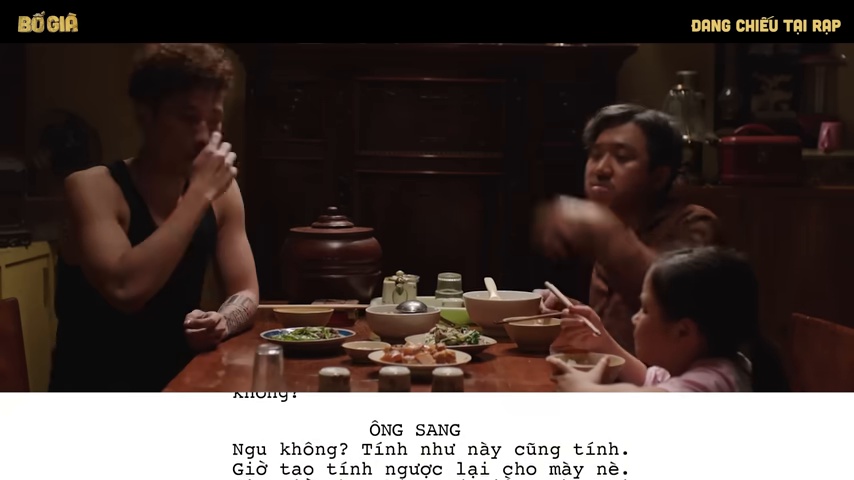 BỐ GIÀ
ĐANG CHIẾU TẠI RẠP
không?
ÔNG SANG
Ngu không? Tính như này cũng tính.
Giờ tao tính ngược lại cho mày nè.